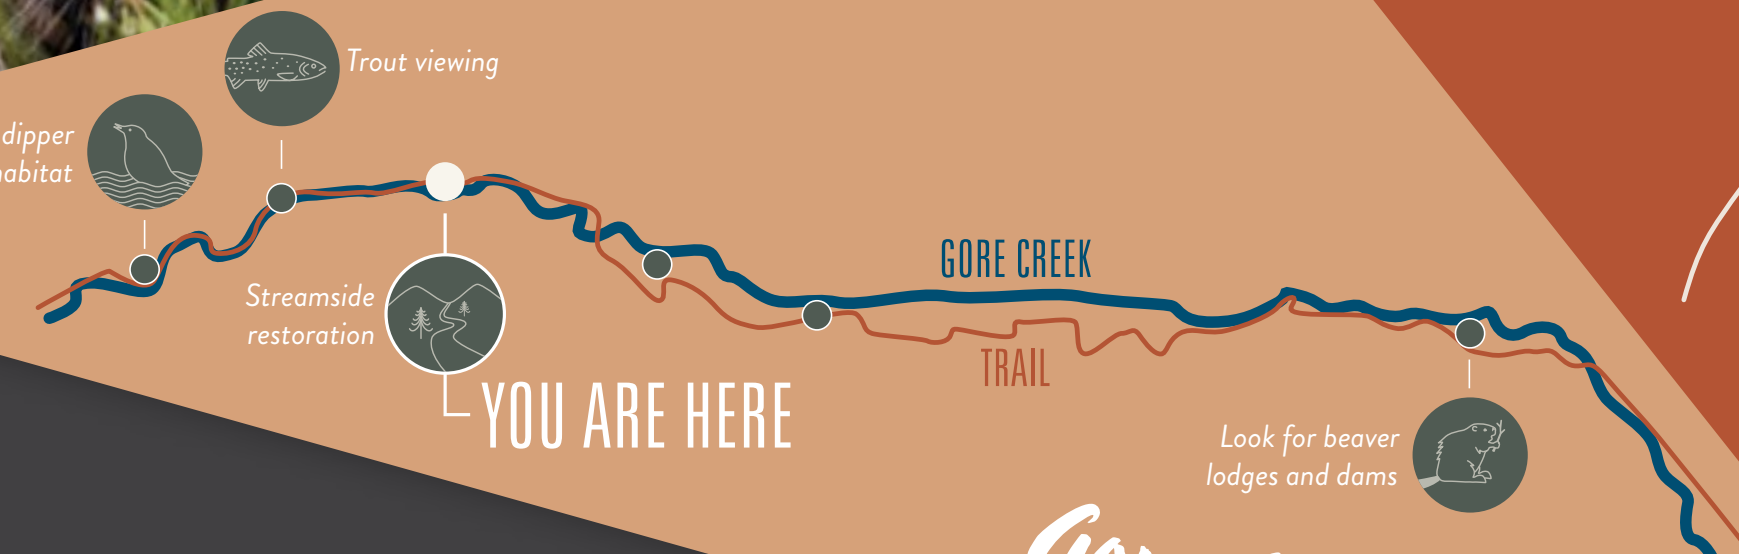 Trout viewing
dipper
habitat
GORE CREEK
Streamside
restoration
TRAIL
YOU ARE HERE
Look for beaver
lodges and dams